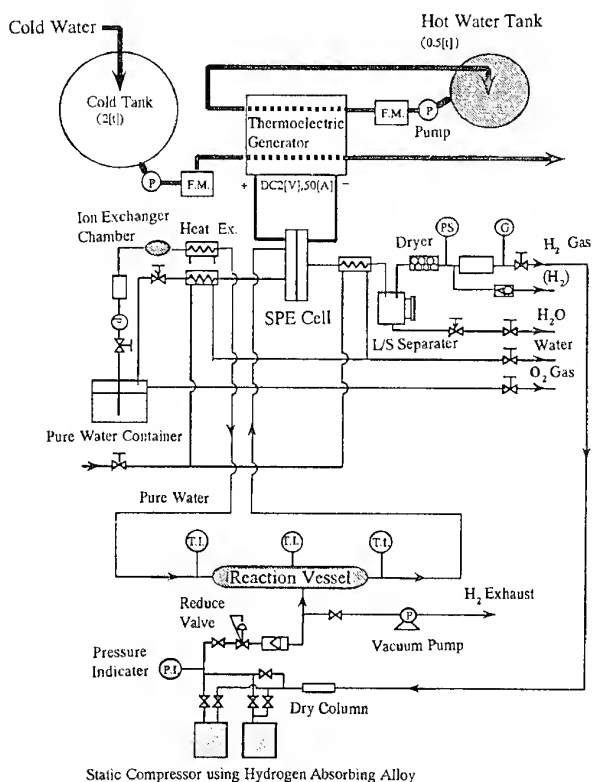 Cold Water
Hot Water Tank
(0.5[t])
Cold Tank
(2[t])
P
F.M.
Thermoelectric
Generator
F.M.
P
Pump
+ DC2[V],50[A] −
Ion Exchanger
Chamber
Heat Ex.
SPE Cell
Dryer
PS
G
H2 Gas
(H2)
H2O
L/S Separater
Water
O2 Gas
Pure Water Container
Pure Water
T.I.
T.I.
T.I.
Reaction Vessel
Reduce
Valve
H2 Exhaust
P
Vacuum Pump
Pressure
Indicater
P.I.
Dry Column
Static Compressor using Hydrogen Absorbing Alloy